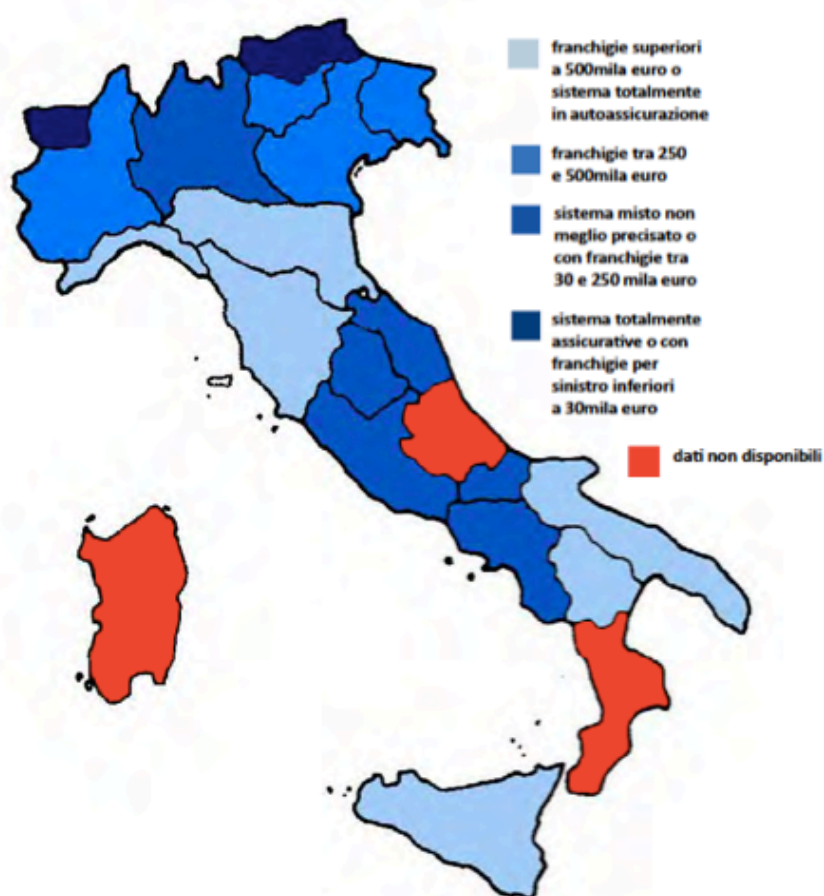 franchigie superiori
a 500mila euro o
sistema totalmente
in autoassicurazione
franchigie tra 250
e 500mila euro
sistema misto non
meglio precisato o
con franchigie tra
30 e 250 mila euro
sistema totalmente
assicurative o con
franchigie per
sinistro inferiori
a 30mila euro
dati non disponibili